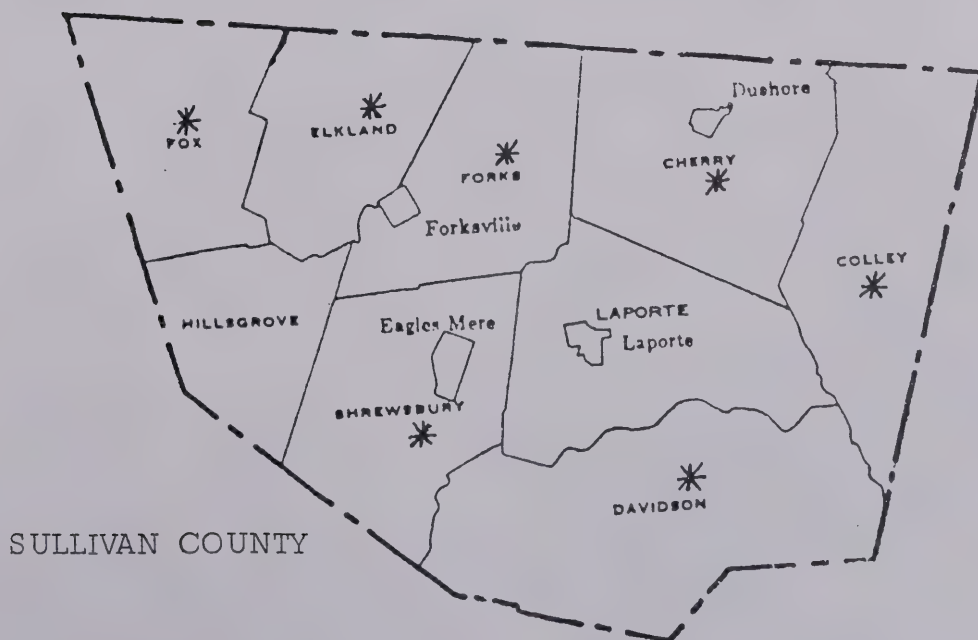 Dushore
FOX
ELKLAND
FORKS
CHERRY
Forksville
COLLEY
HILLSGROVE
Eagles Mere
LAPORTE
Laporte
SHREWSBURY
DAVIDSON
SULLIVAN COUNTY